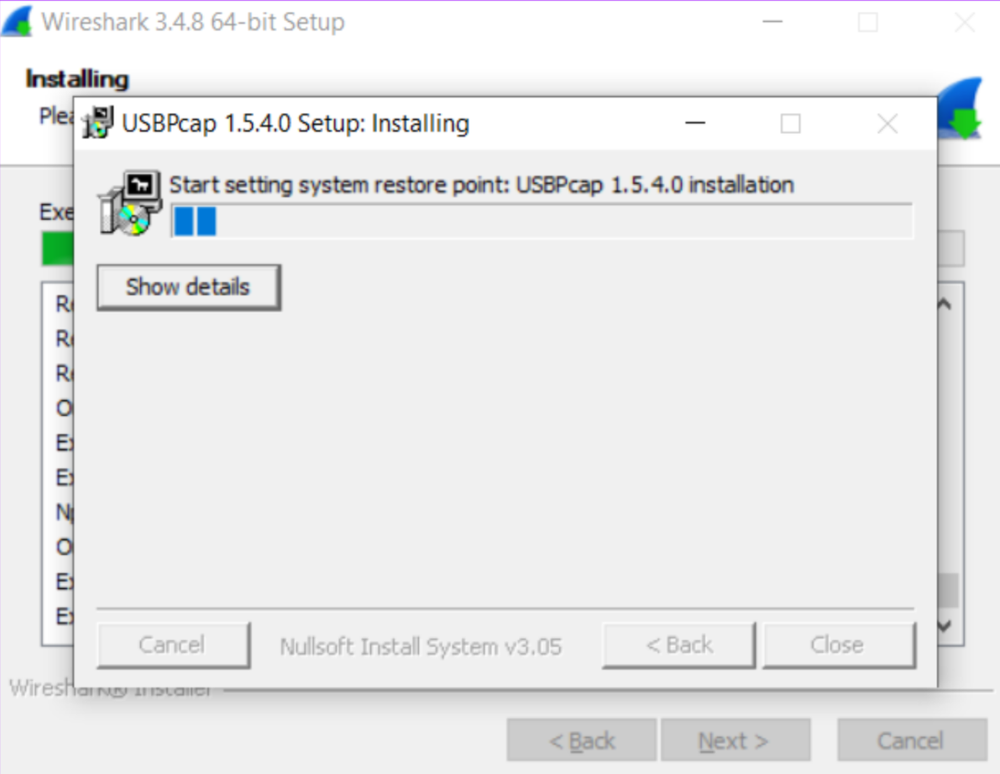 Wireshark 3.4.8 64-bit Setup
Installing
USBPcap 1.5.4.0 Setup: Installing
Start setting system restore point: USBPcap 1.5.4.0 installation
Show details
Cancel
Nullsoft Install System v3.05
< Back
Close
Wireshark® Installer
< Back
Next >
Cancel